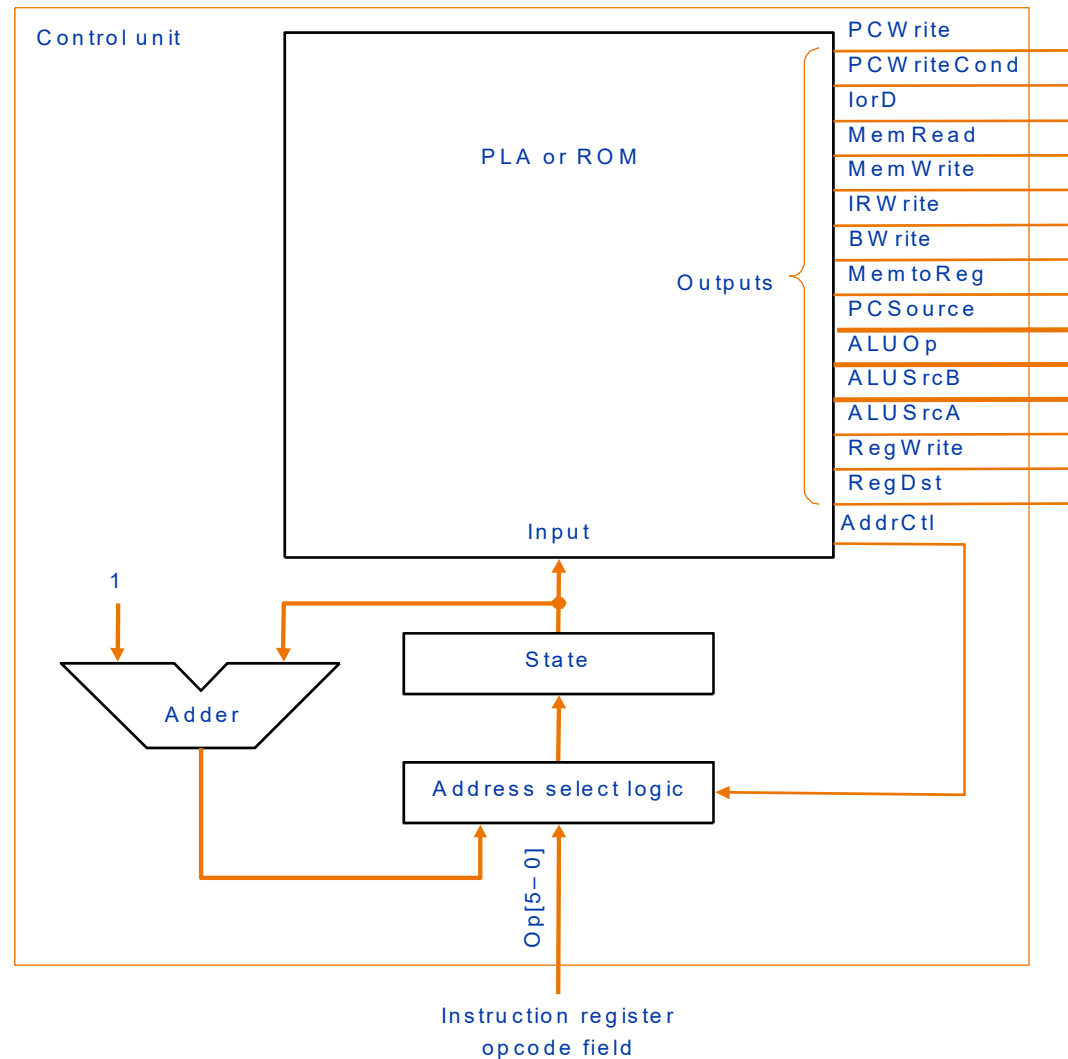 Control unit
PCWrite
PCWriteCond
IorD
PLA or ROM
MemRead
MemWrite
IRWrite
BWrite
Outputs
MemtoReg
PCSource
ALUOp
ALUSrcB
ALUSrcA
RegWrite
RegDst
AddrCtl
Input
1
State
Adder
Address select logic
Op[5–0]
Instruction register
opcode field